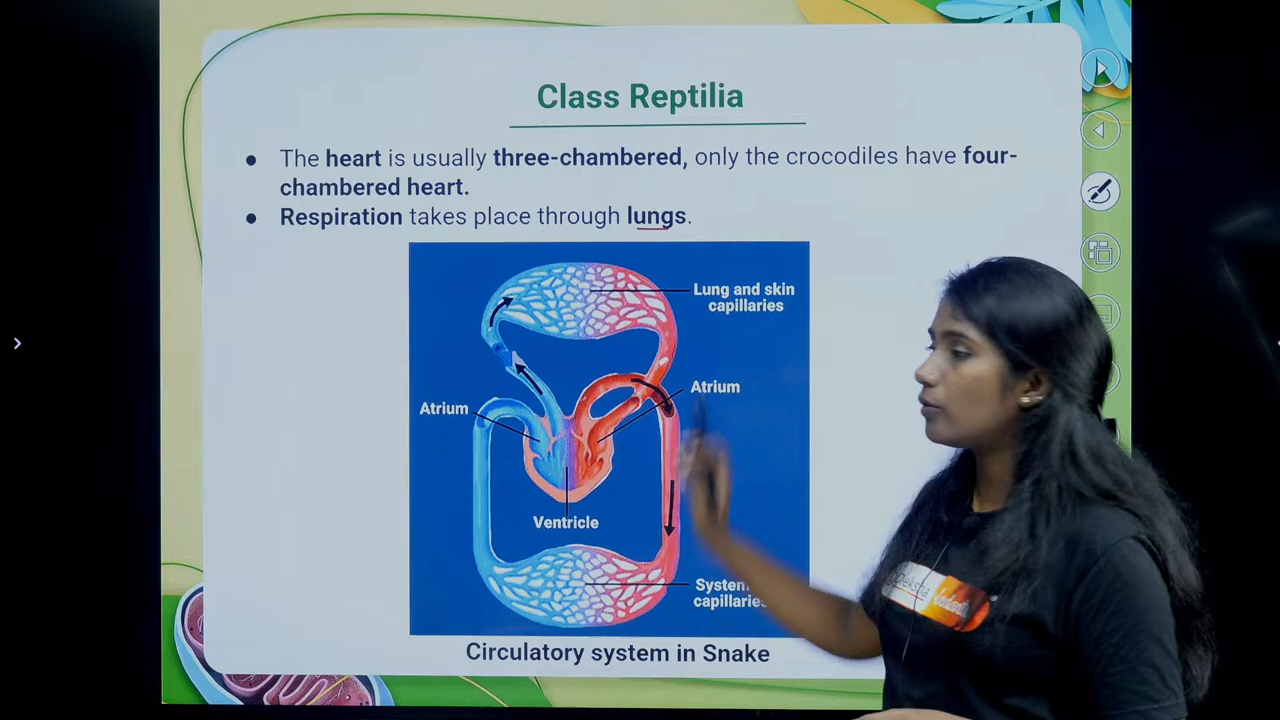 Class Reptilia
● The heart is usually three-chambered, only the crocodiles have four-
chambered heart.
● Respiration takes place through lungs.
Lung and skin
capillaries
Atrium
Atrium
Ventricle
capillaries
Circulatory system in Snake